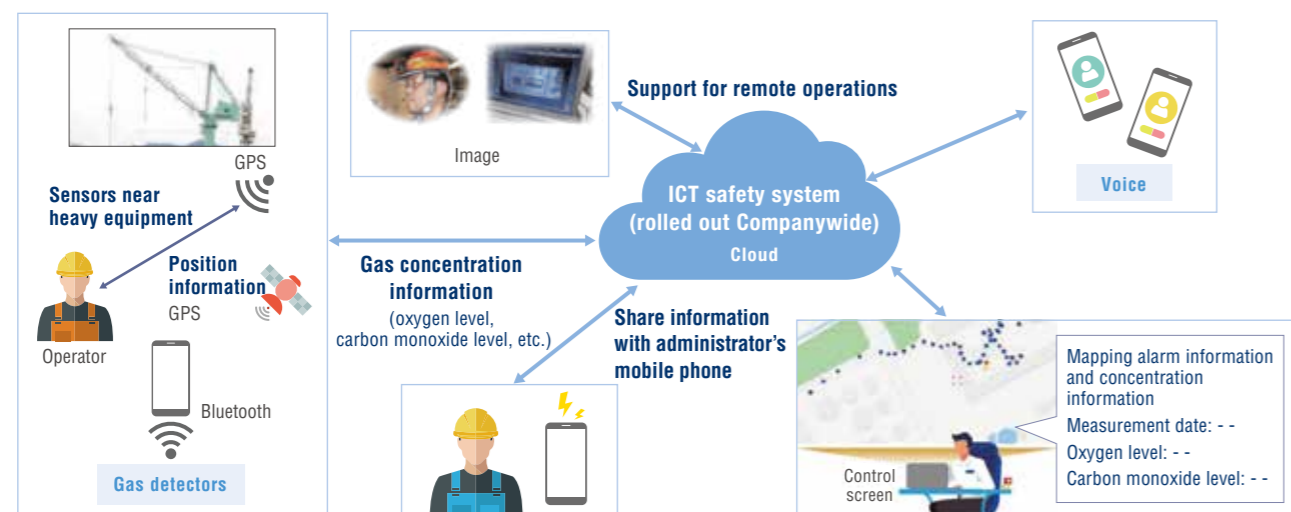 GPS
Sensors near
heavy equipment
Position
information
GPS
Operator
Bluetooth
Gas detectors
Image
Support for remote operations
ICT safety system
(rolled out Companywide)
Cloud
Voice
Gas concentration
information
(oxygen level,
carbon monoxide level, etc.)
Share information
with administrator's
mobile phone
Control
screen
Mapping alarm information
and concentration
information
Measurement date: - -
Oxygen level: - -
Carbon monoxide level: - -